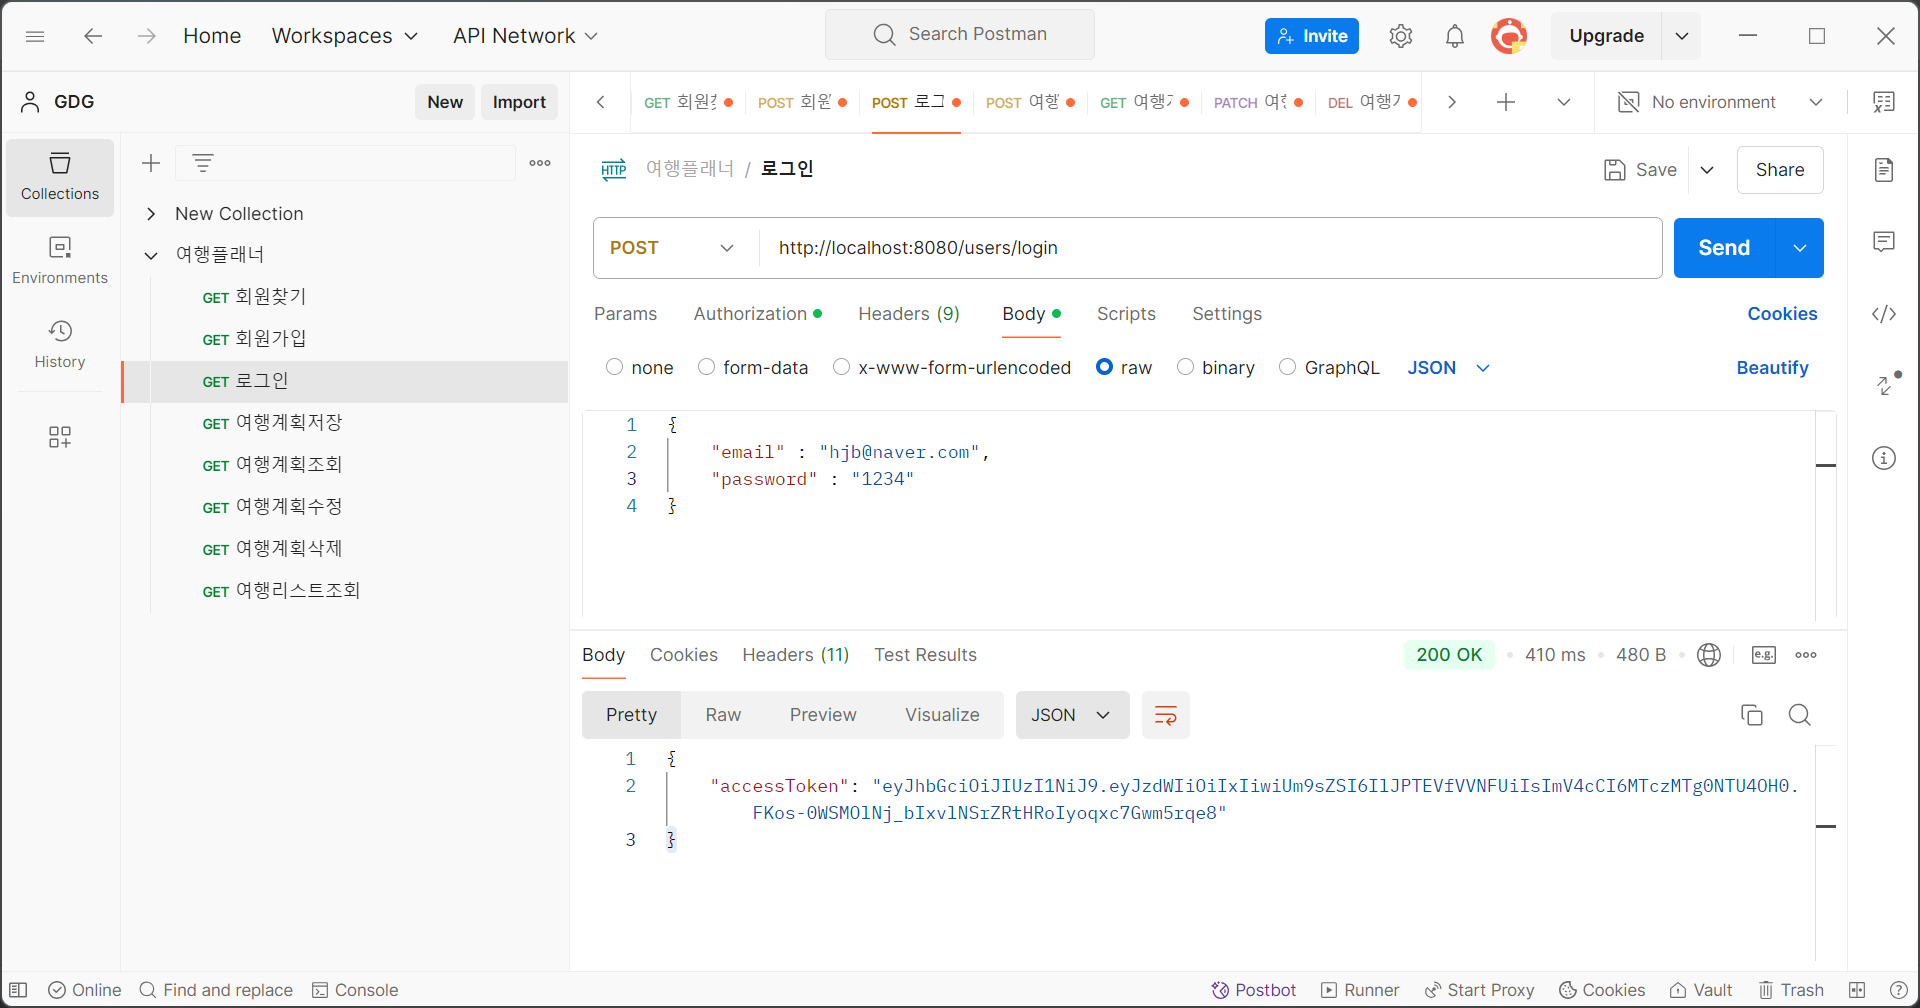 Home Workspaces API Network Search Postman Invite Upgrade
GDG New Import
GET 회원찾 POST 회원 POST 로그 POST 여행 GET 여행 PATCH 여 DEL 여행 No environment
Collections
Environments
History
New Collection
여행플래너
GET 회원찾기
GET 회원가입
GET 로그인
GET 여행계획저장
GET 여행계획조회
GET 여행계획수정
GET 여행계획삭제
GET 여행리스트조회
HTTP 여행플래너 / 로그인 Save Share
POST http://localhost:8080/users/login Send
Params Authorization Headers (9) Body Scripts Settings Cookies
none form-data x-www-form-urlencoded raw binary GraphQL JSON Beautify
1 {
2 "email" : "hjb@naver.com",
3 "password" : "1234"
4 }
Body Cookies Headers (11) Test Results 200 OK 410 ms 480 B e.g.
Pretty Raw Preview Visualize JSON
1 {
2 "accessToken": "eyJhbGciOiJIUzI1NiJ9.eyJzdWIiOiIxIiwiUm9sZSI6IlJPTEVfVVNFUiIsImV4cCI6MTczMTg0NTU4OH0.
FKos-0WSMOlNj_bIxvlNSrZRtHRoIyoqxc7Gwm5rqe8"
3 }
Online Find and replace Console Postbot Runner Start Proxy Cookies Vault Trash